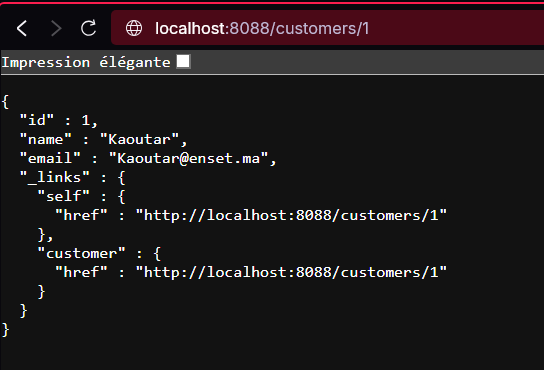 localhost:8088/customers/1
Impression élégante
{
  "id" : 1,
  "name" : "Kaoutar",
  "email" : "Kaoutar@enset.ma",
  "_links" : {
    "self" : {
      "href" : "http://localhost:8088/customers/1"
    },
    "customer" : {
      "href" : "http://localhost:8088/customers/1"
    }
  }
}